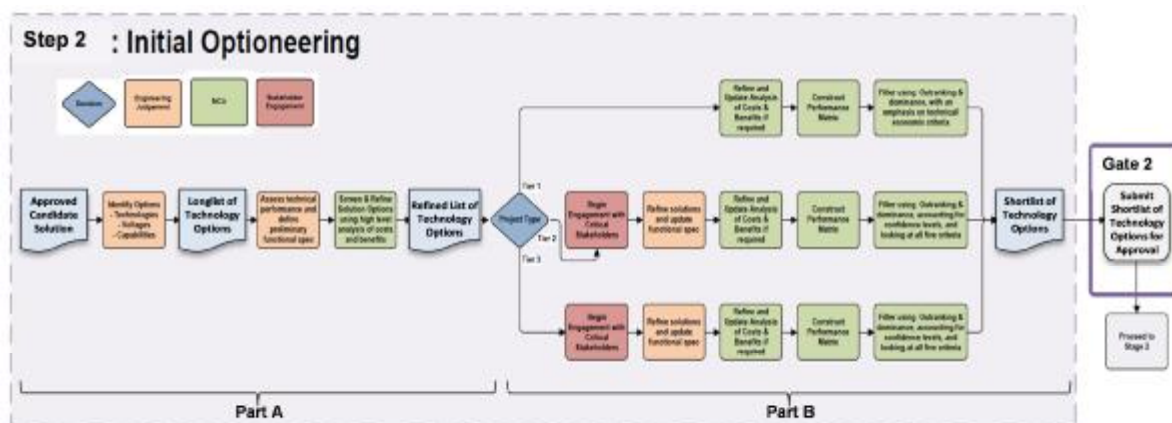 Step 2 : Initial Optioneering
Decision
Engineering
Judgement
MCA
Stakeholder
Engagement
Approved
Candidate
Solution
Identify Options
- Technologies
- Voltages
- Capabilities
Longlist of
Technology
Options
Assess technical
performance and
define
preliminary
functional spec
Screen & Refine
Solution Options
using high level
analysis of costs
and benefits
Refined List of
Technology
Options
Project Type
Tier 1
Tier 2
Tier 3
Refine and
Update Analysis
of Costs &
Benefits if
required
Construct
Performance
Matrix
Filter using: Outranking &
dominance, with an
emphasis on technical
economic criteria
Begin
Engagement with
Critical
Stakeholders
Refine solutions
and update
functional spec
Refine and
Update Analysis
of Costs &
Benefits if
required
Construct
Performance
Matrix
Filter using: Outranking &
dominance, accounting for
confidence levels, and
looking at all five criteria
Begin
Engagement with
Critical
Stakeholders
Refine solutions
and update
functional spec
Refine and
Update Analysis
of Costs &
Benefits if
required
Construct
Performance
Matrix
Filter using: Outranking &
dominance, accounting for
confidence levels, and
looking at all five criteria
Shortlist of
Technology
Options
Gate 2
Submit
Shortlist of
Technology
Options for
Approval
Proceed to
Stage 3
Part A
Part B